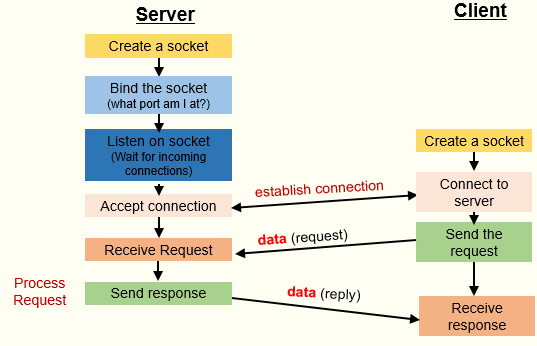 Server
Create a socket
Bind the socket
(what port am I at?)
Listen on socket
(Wait for incoming
connections)
Accept connection
Receive Request
Process
Request
Send response
establish connection
data (request)
data (reply)
Client
Create a socket
Connect to
server
Send the
request
Receive
response